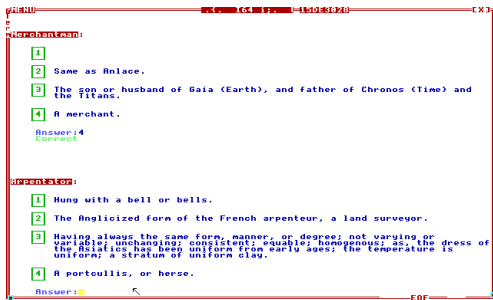 MENU [X]
Merchantman:
1
2 Same as Anlace.
3 The son or husband of Gaia (Earth), and father of Chronos (Time) and
the Titans.
4 A merchant.
Answer:4
Correct
Arpentator:
1 Hung with a bell or bells.
2 The Anglicized form of the French arpenteur, a land surveyor.
3 Having always the same form, manner, or degree; not varying or
variable; unchanging; consistent; equable; homogenous; as, the dress of
the Asiatics has been uniform from early ages; the temperature is
uniform; a stratum of uniform clay.
4 A portcullis, or herse.
Answer:
EOF